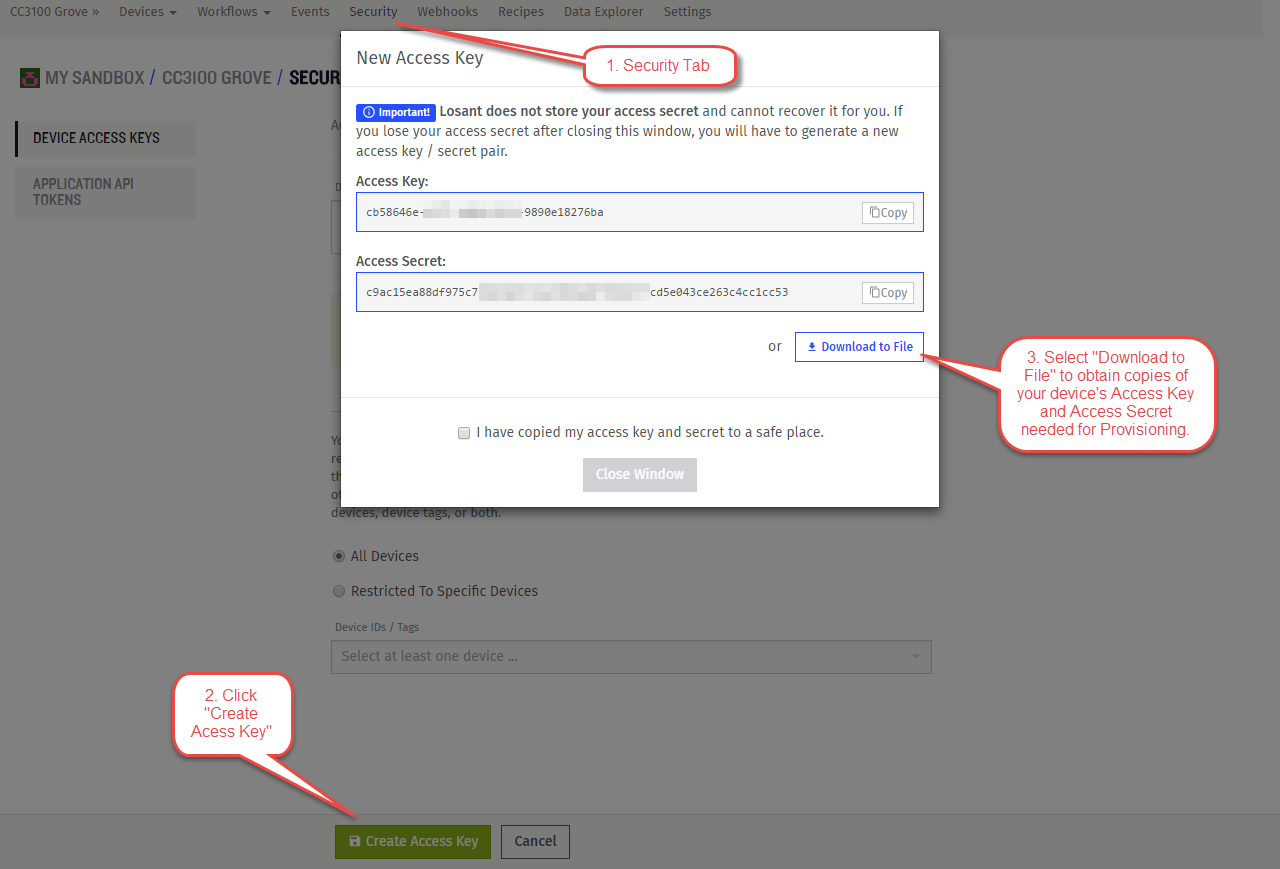 CC3100 Grove » Devices Workflows Events Security Webhooks Recipes Data Explorer Settings
New Access Key
1. Security Tab
MY SANDBOX / CC3100 GROVE /
DEVICE ACCESS KEYS
APPLICATION API
TOKENS
Important! Losant does not store your access secret and cannot recover it for you. If
you lose your access secret after closing this window, you will have to generate a new
access key / secret pair.
Access Key:
cb58646e- -9890e18276ba
Copy
Access Secret:
c9ac15ea88df975c7 cd5e043ce263c4cc1cc53
Copy
or Download to File
3. Select "Download to
File" to obtain copies of
your device's Access Key
and Access Secret
needed for Provisioning.
I have copied my access key and secret to a safe place.
Close Window
devices, device tags, or both.
All Devices
Restricted To Specific Devices
Device IDs / Tags
Select at least one device ...
2. Click
"Create
Acess Key"
Create Access Key
Cancel